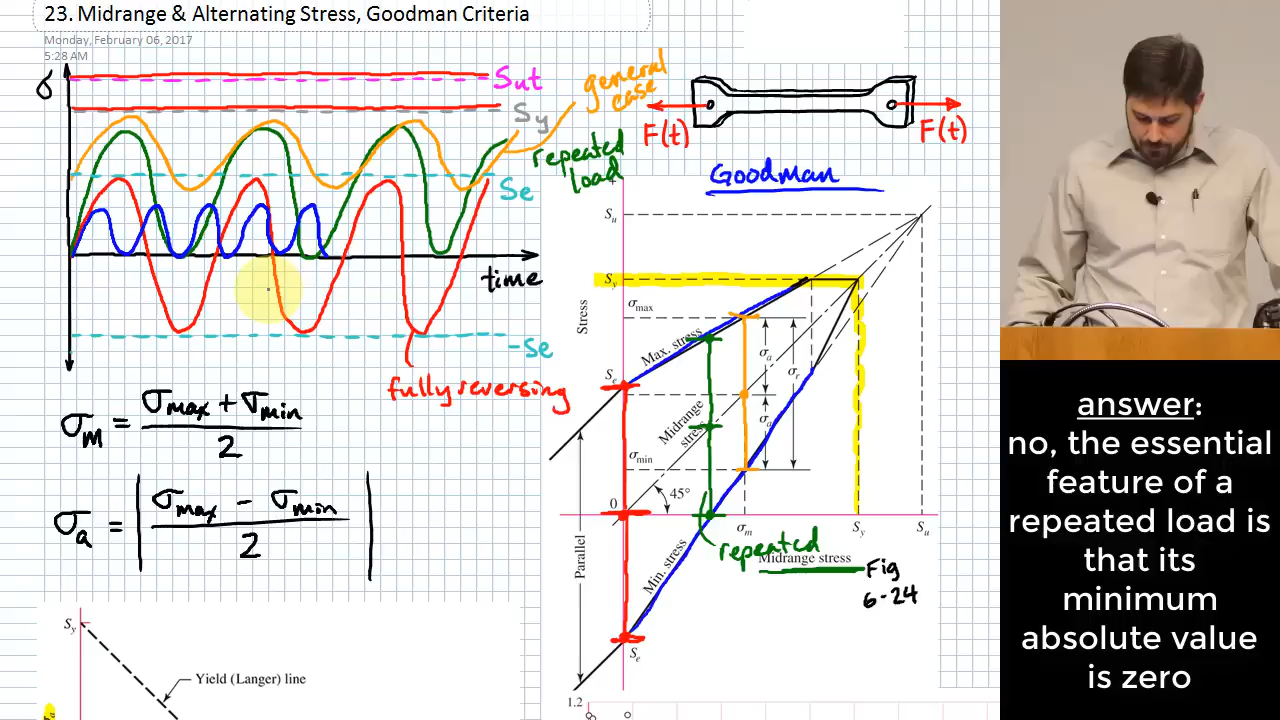 23. Midrange & Alternating Stress, Goodman Criteria
Monday, February 06, 2017
5:28 AM
σ
Sut
Sy
general case
repeated load
Se
time
-Se
fully reversing
F(t)
F(t)
Goodman
σm = σmax + σmin / 2
σa = | σmax - σmin / 2 |
Su
Sy
Stress
σmax
Max. stress
σa
σr
Se
Midrange stress
σa
σmin
0
45°
σm
Sy
Su
repeated
Midrange stress
Parallel
Min. stress
Fig
6-24
Se
Sy
Yield (Langer) line
σa
1.2
answer:
no, the essential
feature of a
repeated load is
that its
minimum
absolute value
is zero